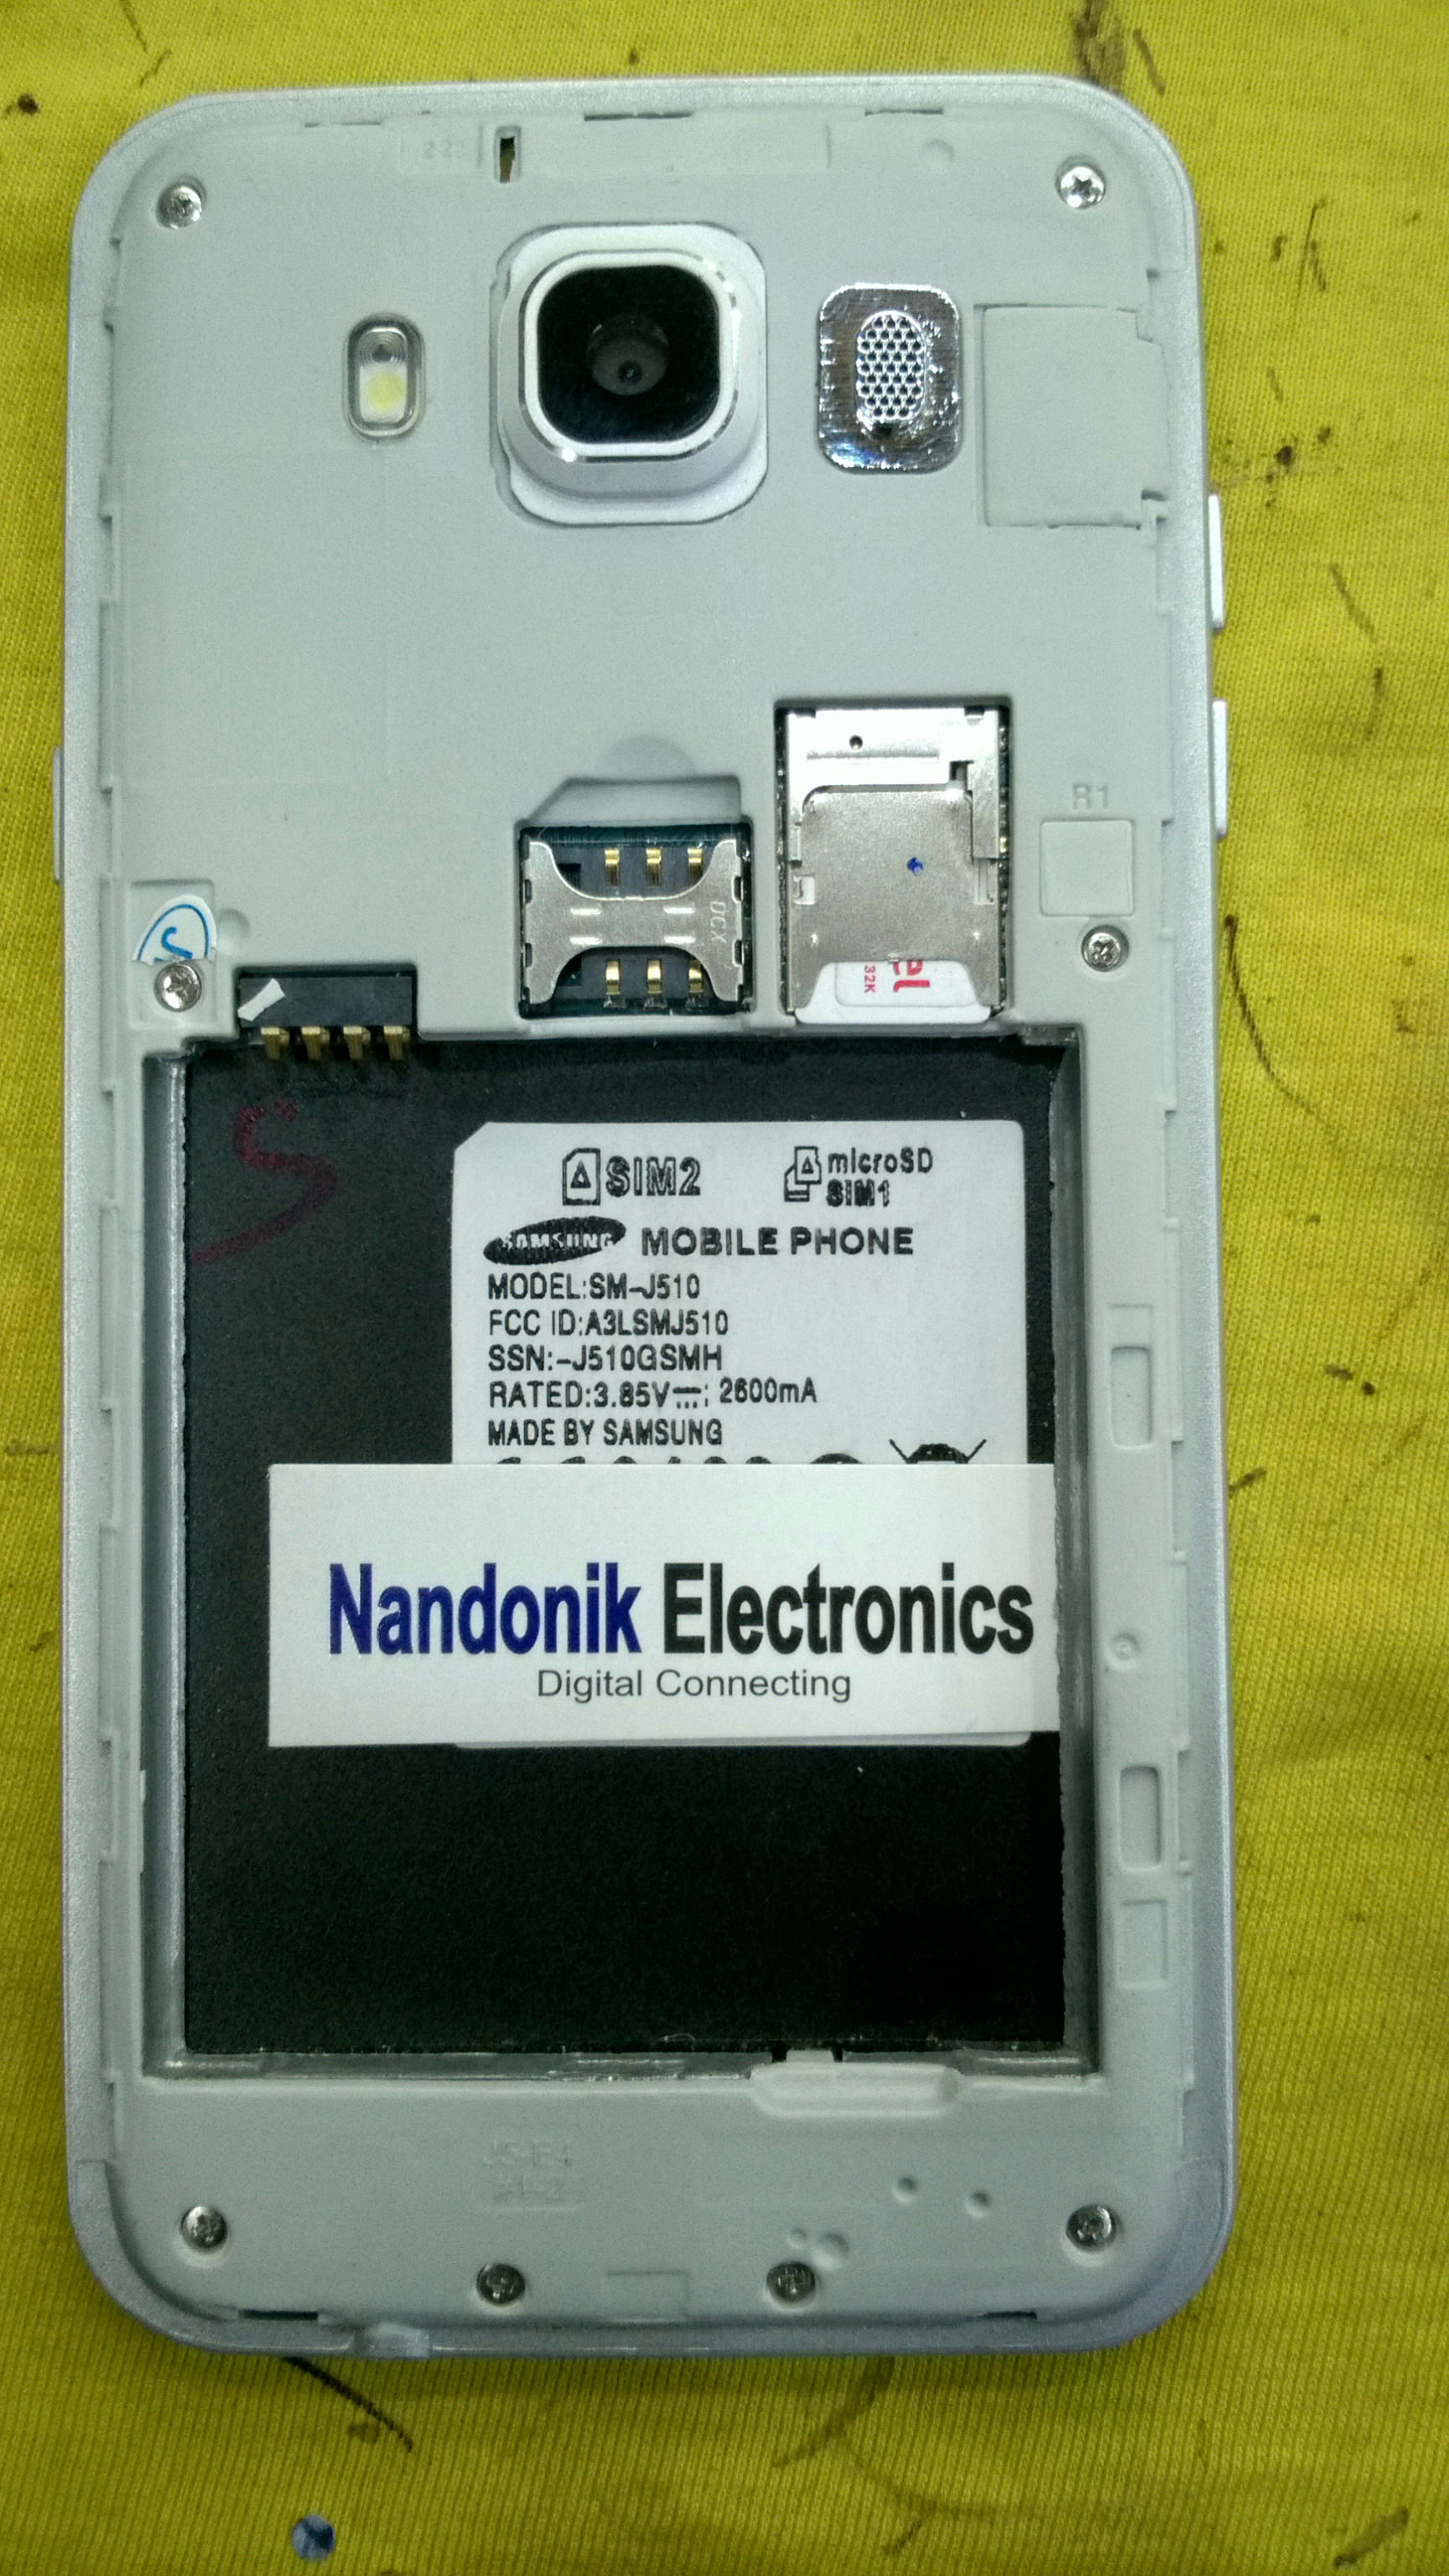 R1
DCX
32K
SIM2
microSD
SIM1
SAMSUNG MOBILE PHONE
MODEL:SM-J510
FCC ID:A3LSMJ510
SSN:-J510GSMH
RATED:3.85V⎓; 2600mA
MADE BY SAMSUNG
Nandonik Electronics
Digital Connecting